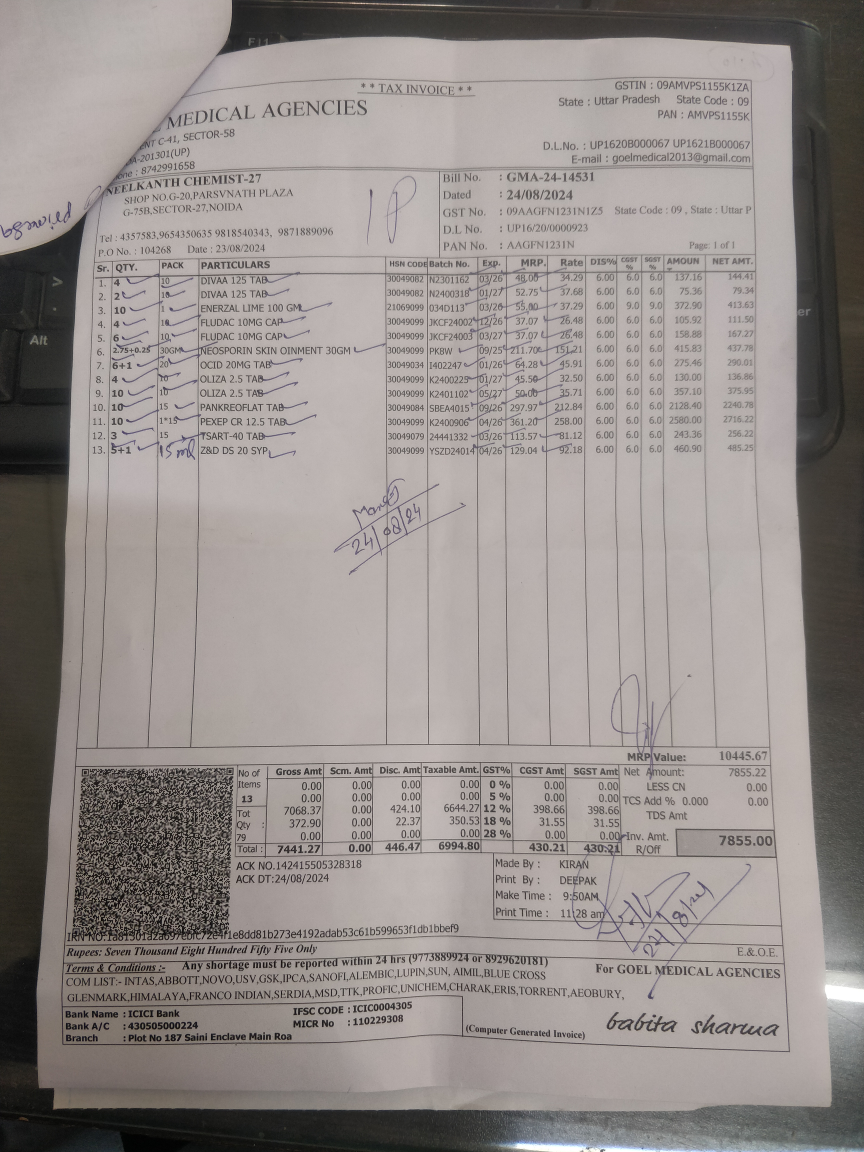 F11
* * TAX INVOICE * *
GSTIN : 09AMVPS1155K1ZA
State : Uttar Pradesh State Code : 09
PAN : AMVPS1155K
MEDICAL AGENCIES
C-41, SECTOR-58
-201301(UP)
: 8742991658
D.L.No. : UP1620B000067 UP1621B000067
E-mail : goelmedical2013@gmail.com
NEELKANTH CHEMIST-27
SHOP NO.G-20,PARSVNATH PLAZA
G-75B,SECTOR-27,NOIDA
Tel : 4357583,9654350635 9818540343, 9871889096
P.O No. : 104268 Date : 23/08/2024
Bill No. : GMA-24-14531
Dated : 24/08/2024
GST No. : 09AAGFN1231N1Z5 State Code : 09 , State : Uttar P
D.L No. : UP16/20/0000923
PAN No. : AAGFN1231N Page: 1 of 1
Sr. QTY. PACK PARTICULARS HSN CODE Batch No. Exp. MRP. Rate DIS% CGST % SGST % AMOUN NET AMT.
1. 4 10 DIVAA 125 TAB 30049082 N2301162 03/26 48.00 34.29 6.00 6.0 6.0 137.16 144.41
2. 2 10 DIVAA 125 TAB 30049082 N2400318 01/27 52.75 37.68 6.00 6.0 6.0 75.36 79.34
3. 10 1 ENERZAL LIME 100 GM 21069099 034D113 03/26 55.00 37.29 6.00 9.0 9.0 372.90 413.63
4. 4 10 FLUDAC 10MG CAP 30049099 JKCF24002 12/26 37.07 26.48 6.00 6.0 6.0 105.92 111.50
5. 6 10 FLUDAC 10MG CAP 30049099 JKCF24003 03/27 37.07 26.48 6.00 6.0 6.0 158.88 167.27
6. 2.75+0.25 30GM NEOSPORIN SKIN OINMENT 30GM 30049099 PKBW 09/25 211.70 151.21 6.00 6.0 6.0 415.83 437.78
7. 6+1 20 OCID 20MG TAB 30049034 I402247 01/26 64.28 45.91 6.00 6.0 6.0 275.46 290.01
8. 4 10 OLIZA 2.5 TAB 30049099 K2400225 01/27 45.50 32.50 6.00 6.0 6.0 130.00 136.86
9. 10 10 OLIZA 2.5 TAB 30049099 K2401102 05/27 50.00 35.71 6.00 6.0 6.0 357.10 375.95
10. 10 15 PANKREOFLAT TAB 30049084 SBEA4015 09/26 297.97 212.84 6.00 6.0 6.0 2128.40 2240.78
11. 10 1*15 PEXEP CR 12.5 TAB 30049099 K2400906 04/26 361.20 258.00 6.00 6.0 6.0 2580.00 2716.22
12. 3 15 TSART-40 TAB 30049079 24441332 03/26 113.57 81.12 6.00 6.0 6.0 243.36 256.22
13. 5+1 15 ml Z&D DS 20 SYP 30049099 YSZD24014 04/26 129.04 92.18 6.00 6.0 6.0 460.90 485.25
24/08/24
MRP Value: 10445.67
No of Items 13
Tot Qty : 79
Gross Amt Scm. Amt Disc. Amt Taxable Amt. GST% CGST Amt SGST Amt
0.00 0.00 0.00 0.00 0 % 0.00 0.00
0.00 0.00 0.00 0.00 5 % 0.00 0.00
7068.37 0.00 424.10 6644.27 12 % 398.66 398.66
372.90 0.00 22.37 350.53 18 % 31.55 31.55
0.00 0.00 0.00 0.00 28 % 0.00 0.00
Total : 7441.27 0.00 446.47 6994.80 430.21 430.21
Net Amount: 7855.22
LESS CN 0.00
TCS Add % 0.000 0.00
TDS Amt
Inv. Amt. 7855.00
R/Off
ACK NO.142415505328318
ACK DT:24/08/2024
Made By : KIRAN
Print By : DEEPAK
Make Time : 9:50AM
Print Time : 11:28 am
Rupees: Seven Thousand Eight Hundred Fifty Five Only
E.&O.E.
Terms & Conditions :- Any shortage must be reported within 24 hrs (9773889924 or 8929620181)
COM LIST:- INTAS,ABBOTT,NOVO,USV,GSK,IPCA,SANOFI,ALEMBIC,LUPIN,SUN, AIMIL,BLUE CROSS
GLENMARK,HIMALAYA,FRANCO INDIAN,SERDIA,MSD,TTK,PROFIC,UNICHEM,CHARAK,ERIS,TORRENT,AEOBURY,
For GOEL MEDICAL AGENCIES
Bank Name : ICICI Bank IFSC CODE : ICIC0004305
Bank A/C : 430505000224 MICR No : 110229308
Branch : Plot No 187 Saini Enclave Main Roa
(Computer Generated Invoice)
babita sharma
Alt